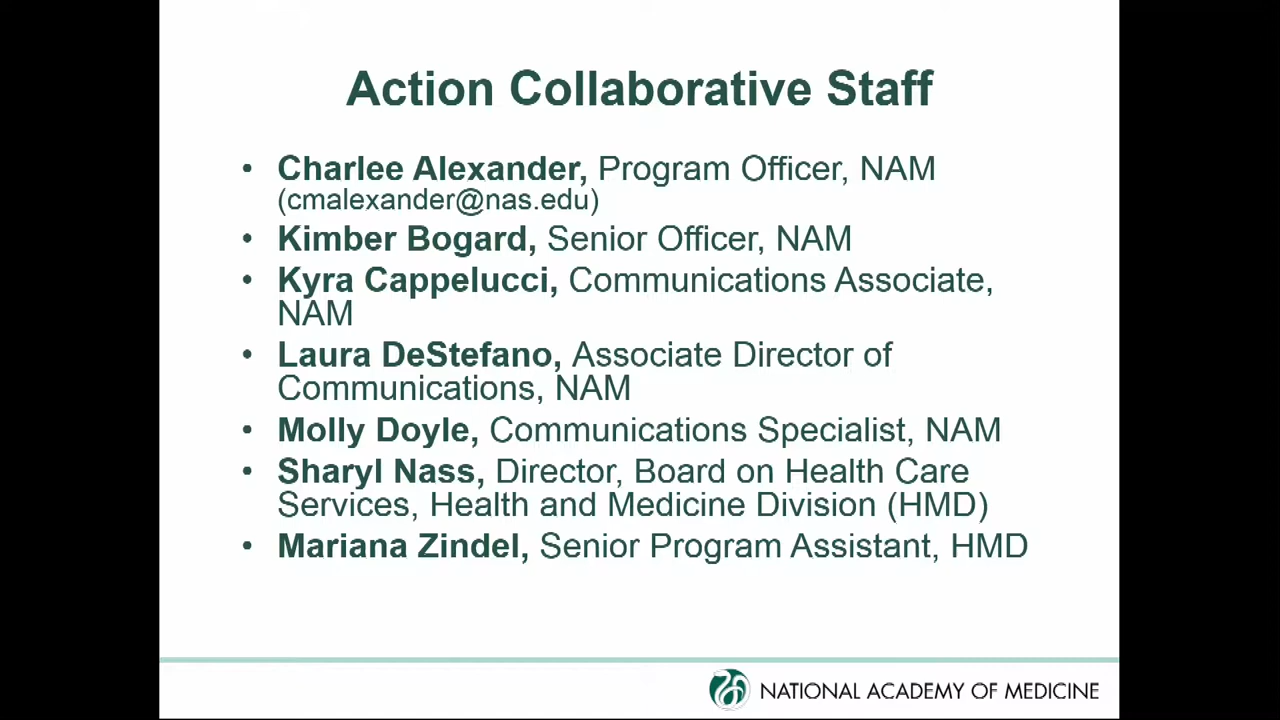 Action Collaborative Staff
• Charlee Alexander, Program Officer, NAM
(cmalexander@nas.edu)
• Kimber Bogard, Senior Officer, NAM
• Kyra Cappelucci, Communications Associate,
NAM
• Laura DeStefano, Associate Director of
Communications, NAM
• Molly Doyle, Communications Specialist, NAM
• Sharyl Nass, Director, Board on Health Care
Services, Health and Medicine Division (HMD)
• Mariana Zindel, Senior Program Assistant, HMD
NATIONAL ACADEMY OF MEDICINE